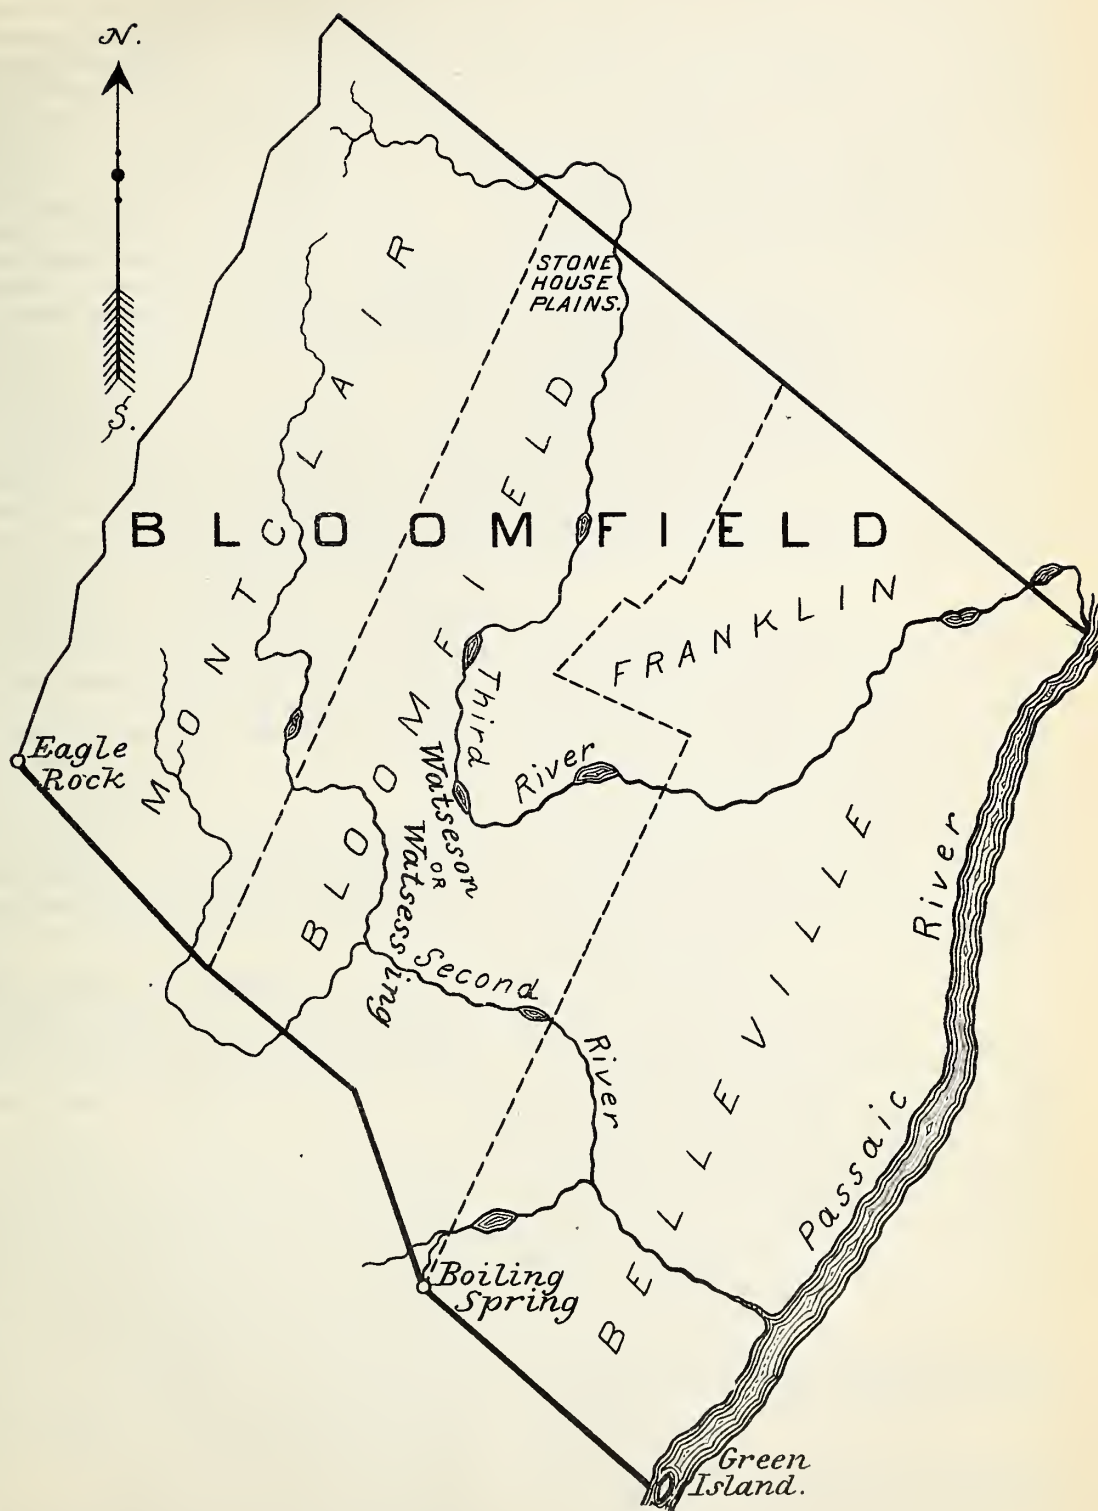 N.
S.
STONE
HOUSE
PLAINS.
BLOOMFIELD
MONTCLAIR
BLOOMFIELD
FRANKLIN
Third
River
Eagle
Rock
Watseson
OR
Watsessing
Second
River
BELLEVILLE
Passaic River
Boiling
Spring
Green
Island.